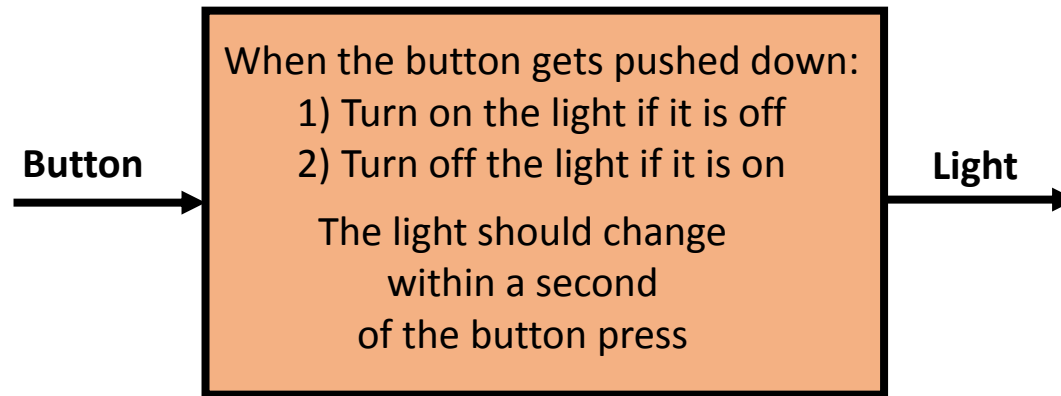 When the button gets pushed down:
1) Turn on the light if it is off
2) Turn off the light if it is on
Button
Light
The light should change
within a second
of the button press